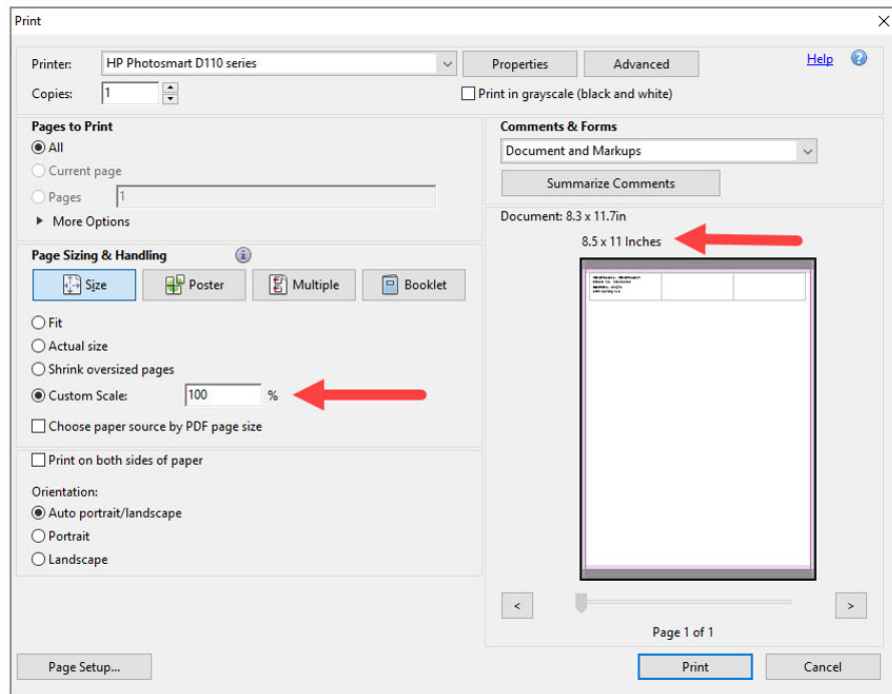 Print
Printer: HP Photosmart D110 series Properties Advanced Help ?
Copies: 1 Print in grayscale (black and white)
Pages to Print
All
Current page
Pages 1
More Options
Page Sizing & Handling i
Size Poster Multiple Booklet
Fit
Actual size
Shrink oversized pages
Custom Scale: 100 %
Choose paper source by PDF page size
Print on both sides of paper
Orientation:
Auto portrait/landscape
Portrait
Landscape
Comments & Forms
Document and Markups
Summarize Comments
Document: 8.3 x 11.7in
8.5 x 11 Inches
< >
Page 1 of 1
Page Setup... Print Cancel